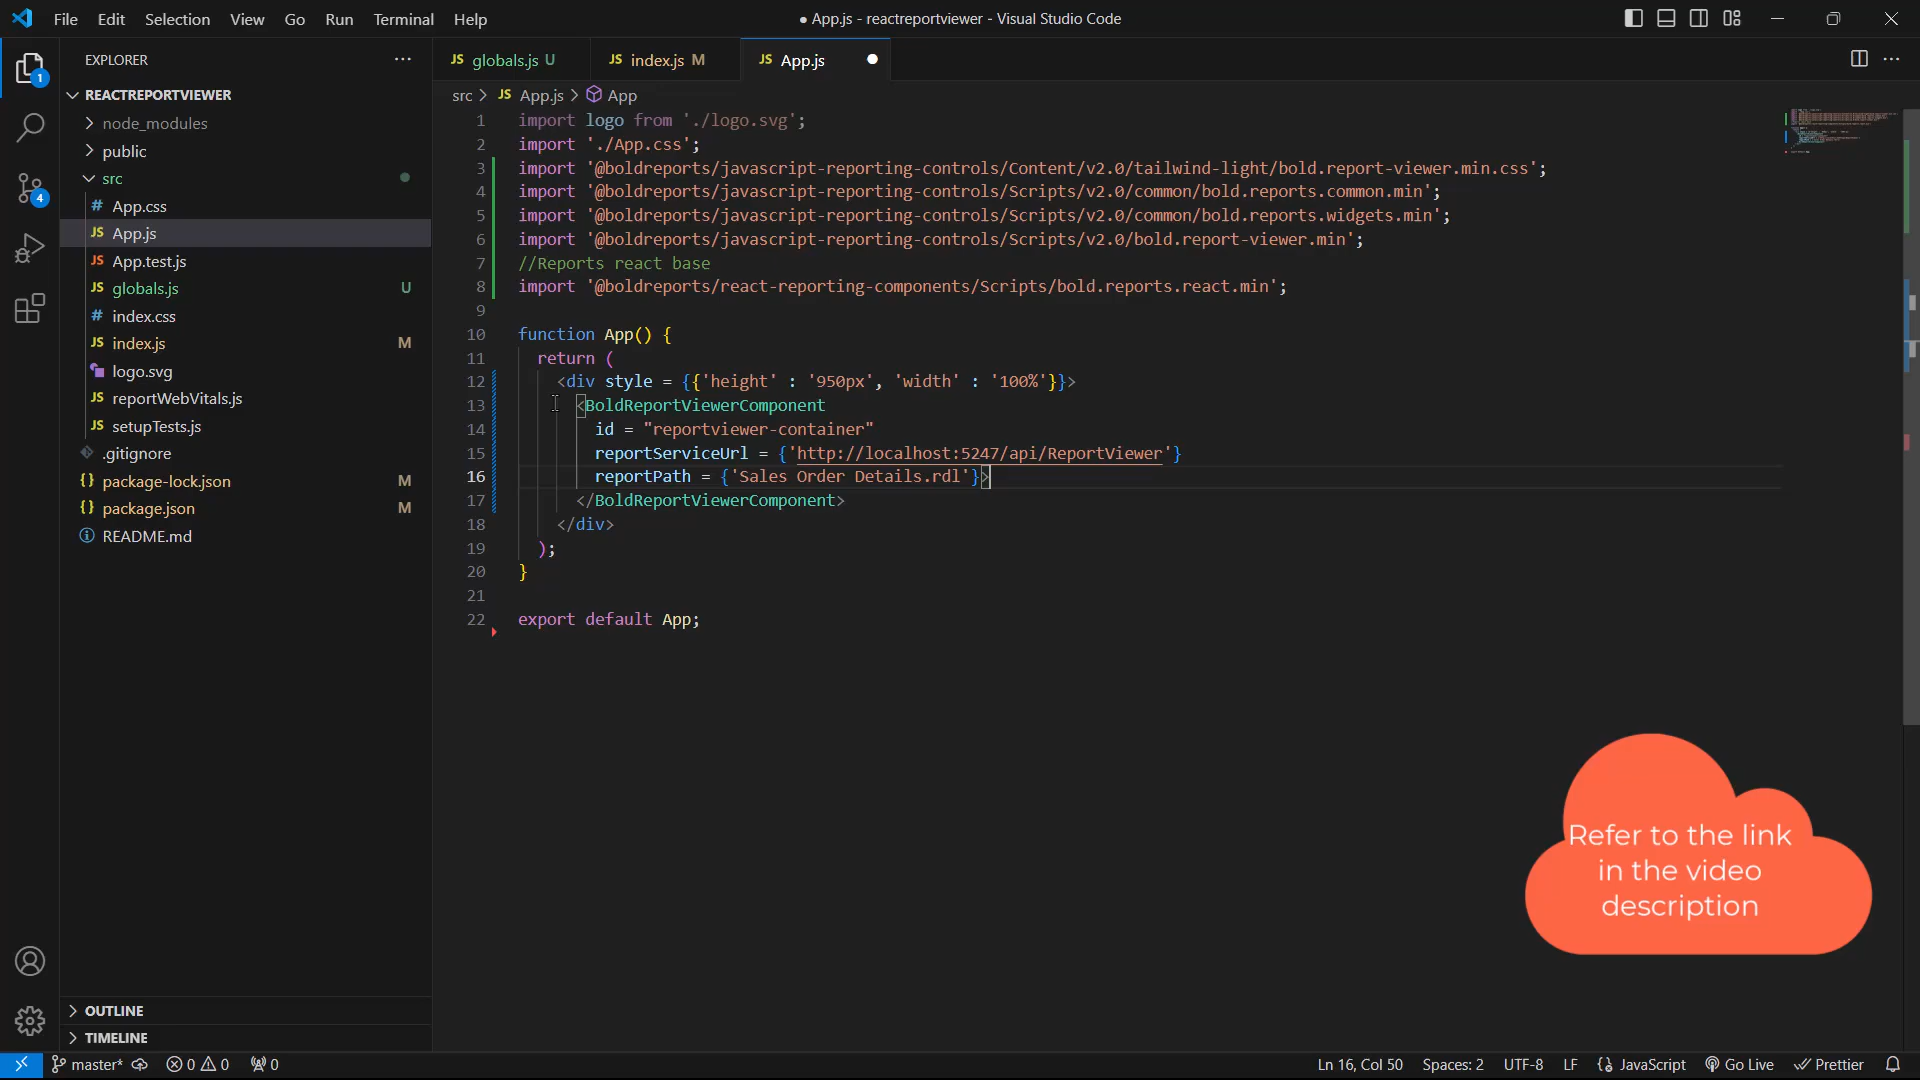 File Edit Selection View Go Run Terminal Help
● App.js - reactreportviewer - Visual Studio Code
EXPLORER
REACTREPORTVIEWER
node_modules
public
src
App.css
App.js
App.test.js
globals.js U
index.css
index.js M
logo.svg
reportWebVitals.js
setupTests.js
.gitignore
package-lock.json M
package.json M
README.md
OUTLINE
TIMELINE
JS globals.js U JS index.js M JS App.js
src > JS App.js > App
1 import logo from './logo.svg';
2 import './App.css';
3 import '@boldreports/javascript-reporting-controls/Content/v2.0/tailwind-light/bold.report-viewer.min.css';
4 import '@boldreports/javascript-reporting-controls/Scripts/v2.0/common/bold.reports.common.min';
5 import '@boldreports/javascript-reporting-controls/Scripts/v2.0/common/bold.reports.widgets.min';
6 import '@boldreports/javascript-reporting-controls/Scripts/v2.0/bold.report-viewer.min';
7 //Reports react base
8 import '@boldreports/react-reporting-components/Scripts/bold.reports.react.min';
9
10 function App() {
11 return (
12 <div style = {{'height' : '950px', 'width' : '100%'}}>
13 <BoldReportViewerComponent
14 id = "reportviewer-container"
15 reportServiceUrl = {'http://localhost:5247/api/ReportViewer'}
16 reportPath = {'Sales Order Details.rdl'}>
17 </BoldReportViewerComponent>
18 </div>
19 );
20 }
21
22 export default App;
Refer to the link
in the video
description
master* 0 0 0 Ln 16, Col 50 Spaces: 2 UTF-8 LF {} JavaScript Go Live Prettier